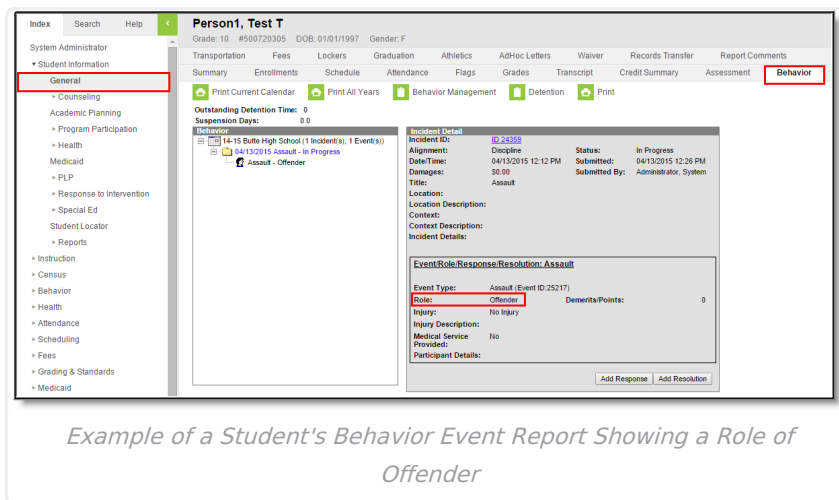 Index Search Help
Person1, Test T
Grade: 10 #500720305 DOB: 01/01/1997 Gender: F
System Administrator
Student Information
General
Counseling
Academic Planning
Program Participation
Health
Medicaid
PLP
Response to Intervention
Special Ed
Student Locator
Reports
Instruction
Census
Behavior
Health
Attendance
Scheduling
Fees
Grading & Standards
Medicaid
Transportation Fees Lockers Graduation Athletics AdHoc Letters Waiver Records Transfer Report Comments
Summary Enrollments Schedule Attendance Flags Grades Transcript Credit Summary Assessment Behavior
Print Current Calendar Print All Years Behavior Management Detention Print
Outstanding Detention Time: 0
Suspension Days: 0.0
Behavior
14-15 Butte High School (1 Incident(s), 1 Event(s))
04/13/2015 Assault - In Progress
Assault - Offender
Incident Detail
Incident ID: ID 24359
Alignment: Discipline Status: In Progress
Date/Time: 04/13/2015 12:12 PM Submitted: 04/13/2015 12:26 PM
Damages: $0.00 Submitted By: Administrator, System
Title: Assault
Location:
Location Description:
Context:
Context Description:
Incident Details:
Event/Role/Response/Resolution: Assault
Event Type: Assault (Event ID:25217)
Role: Offender Demerits/Points: 0
Injury: No Injury
Injury Description:
Medical Service No
Provided:
Participant Details:
Add Response Add Resolution
Example of a Student's Behavior Event Report Showing a Role of
Offender